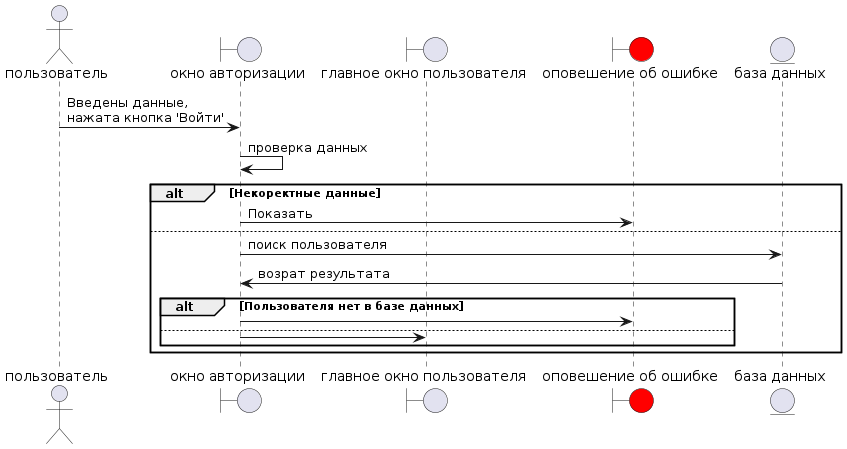 пользователь
окно авторизации
главное окно пользователя
оповешение об ошибке
база данных
Введены данные,
нажата кнопка 'Войти'
проверка данных
alt [Некоректные данные]
Показать
поиск пользователя
возрат результата
alt [Пользователя нет в базе данных]
пользователь
окно авторизации
главное окно пользователя
оповешение об ошибке
база данных